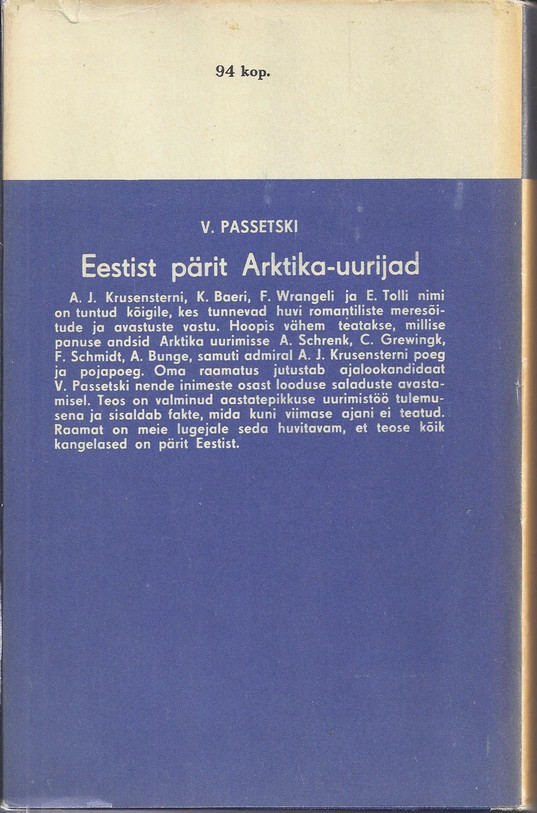 94 kop.
V. PASSETSKI
Eestist pärit Arktika-uurijad
A. J. Krusensterni, K. Baeri, F. Wrangeli ja E. Tolli nimi
on tuntud kõigile, kes tunnevad huvi romantiliste meresõi-
tude ja avastuste vastu. Hoopis vähem teatakse, millise
panuse andsid Arktika uurimisse A. Schrenk, C. Grewingk,
F. Schmidt, A. Bunge, samuti admiral A. J. Krusensterni poeg
ja pojapoeg. Oma raamatus jutustab ajalookandidaat
V. Passetski nende inimeste osast looduse saladuste avasta-
misel. Teos on valminud aastatepikkuse uurimistöö tulemu-
sena ja sisaldab fakte, mida kuni viimase ajani ei teatud.
Raamat on meie lugejale seda huvitavam, et teose kõik
kangelased on pärit Eestist.